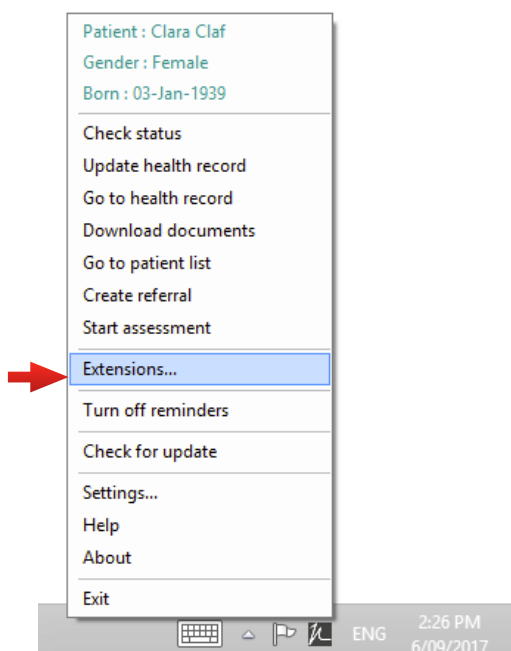 Patient : Clara Claf
Gender : Female
Born : 03-Jan-1939
Check status
Update health record
Go to health record
Download documents
Go to patient list
Create referral
Start assessment
Extensions...
Turn off reminders
Check for update
Settings...
Help
About
Exit
ENG
2:26 PM
6/09/2017